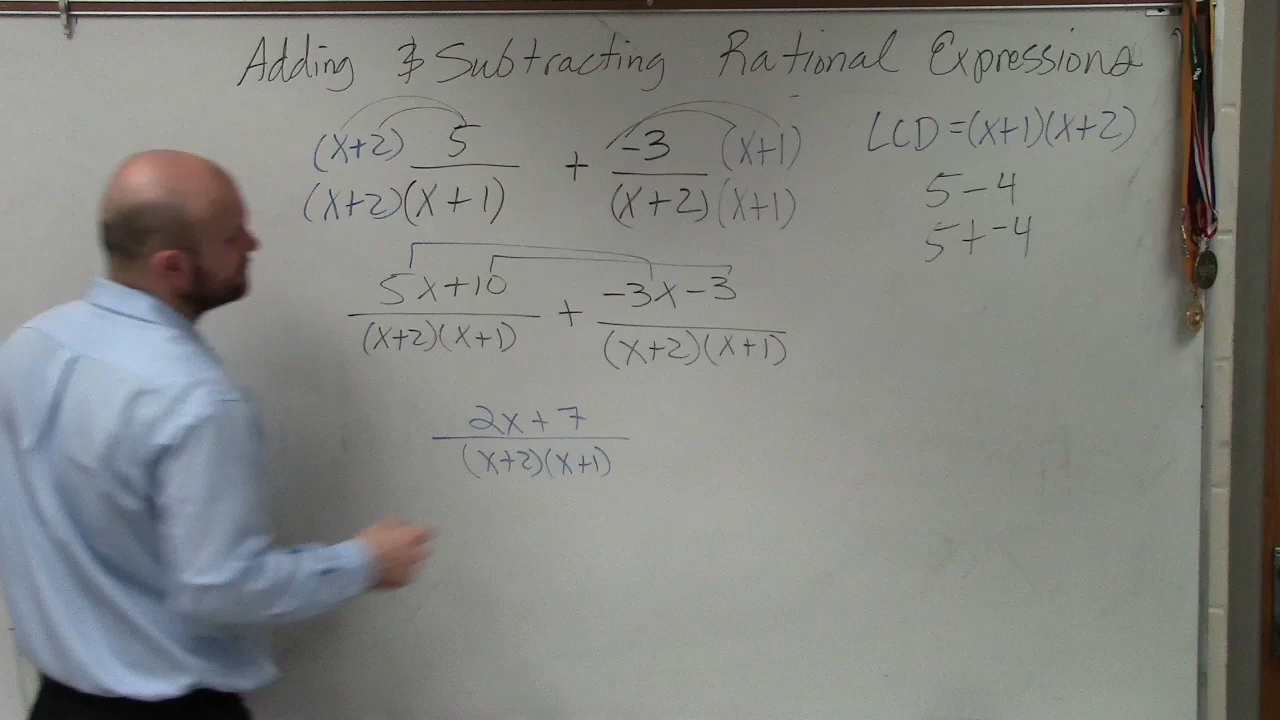 Adding & Subtracting Rational Expressions
(x+2) 5 + -3 (x+1) LCD=(x+1)(x+2)
(x+2)(x+1) (x+2)(x+1) 5-4
5+-4
5x+10 + -3x-3
(x+2)(x+1) (x+2)(x+1)
2x+7
(x+2)(x+1)